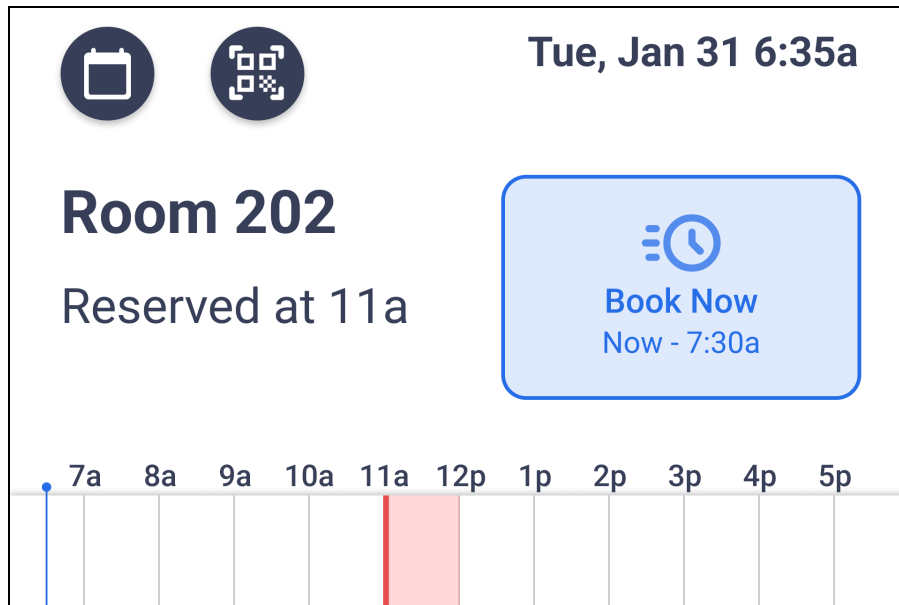 Tue, Jan 31 6:35a
Room 202
Reserved at 11a
Book Now
Now - 7:30a
7a 8a 9a 10a 11a 12p 1p 2p 3p 4p 5p